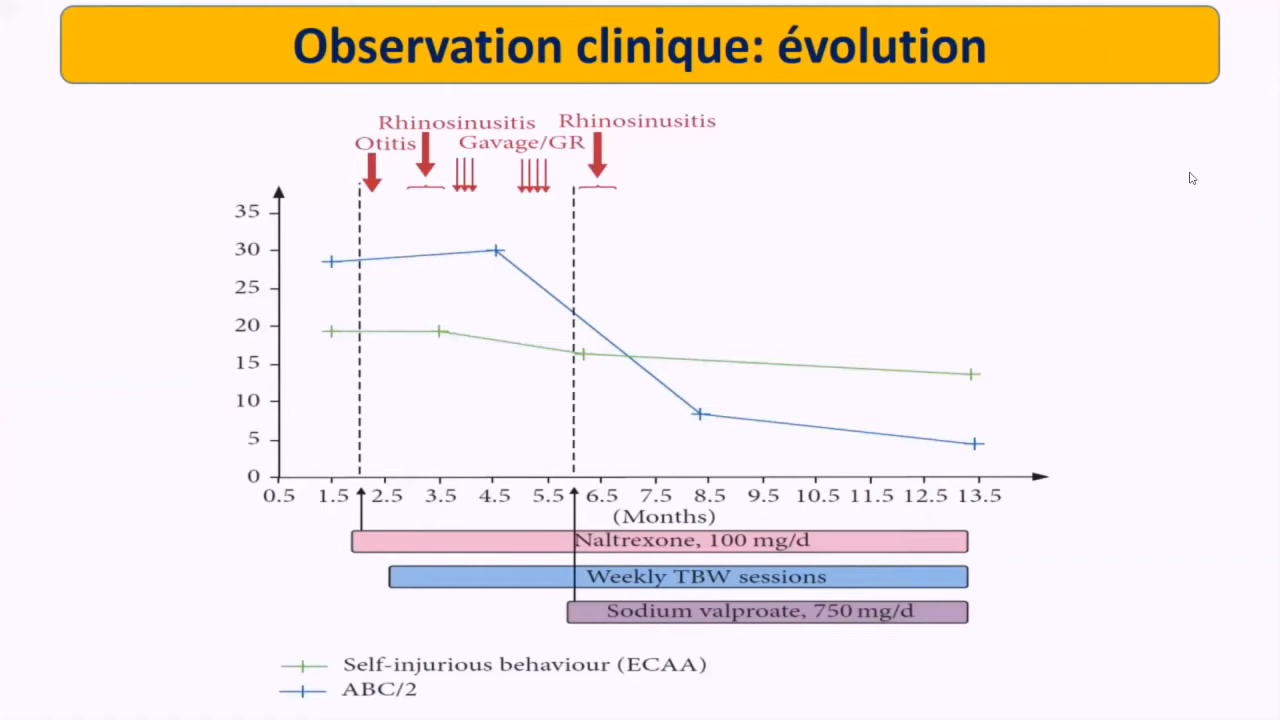 Observation clinique: évolution
Rhinosinusitis Rhinosinusitis
Otitis Gavage/GR
35
30
25
20
15
10
5
0
0.5 1.5 2.5 3.5 4.5 5.5 6.5 7.5 8.5 9.5 10.5 11.5 12.5 13.5
(Months)
Naltrexone, 100 mg/d
Weekly TBW sessions
Sodium valproate, 750 mg/d
Self-injurious behaviour (ECAA)
ABC/2